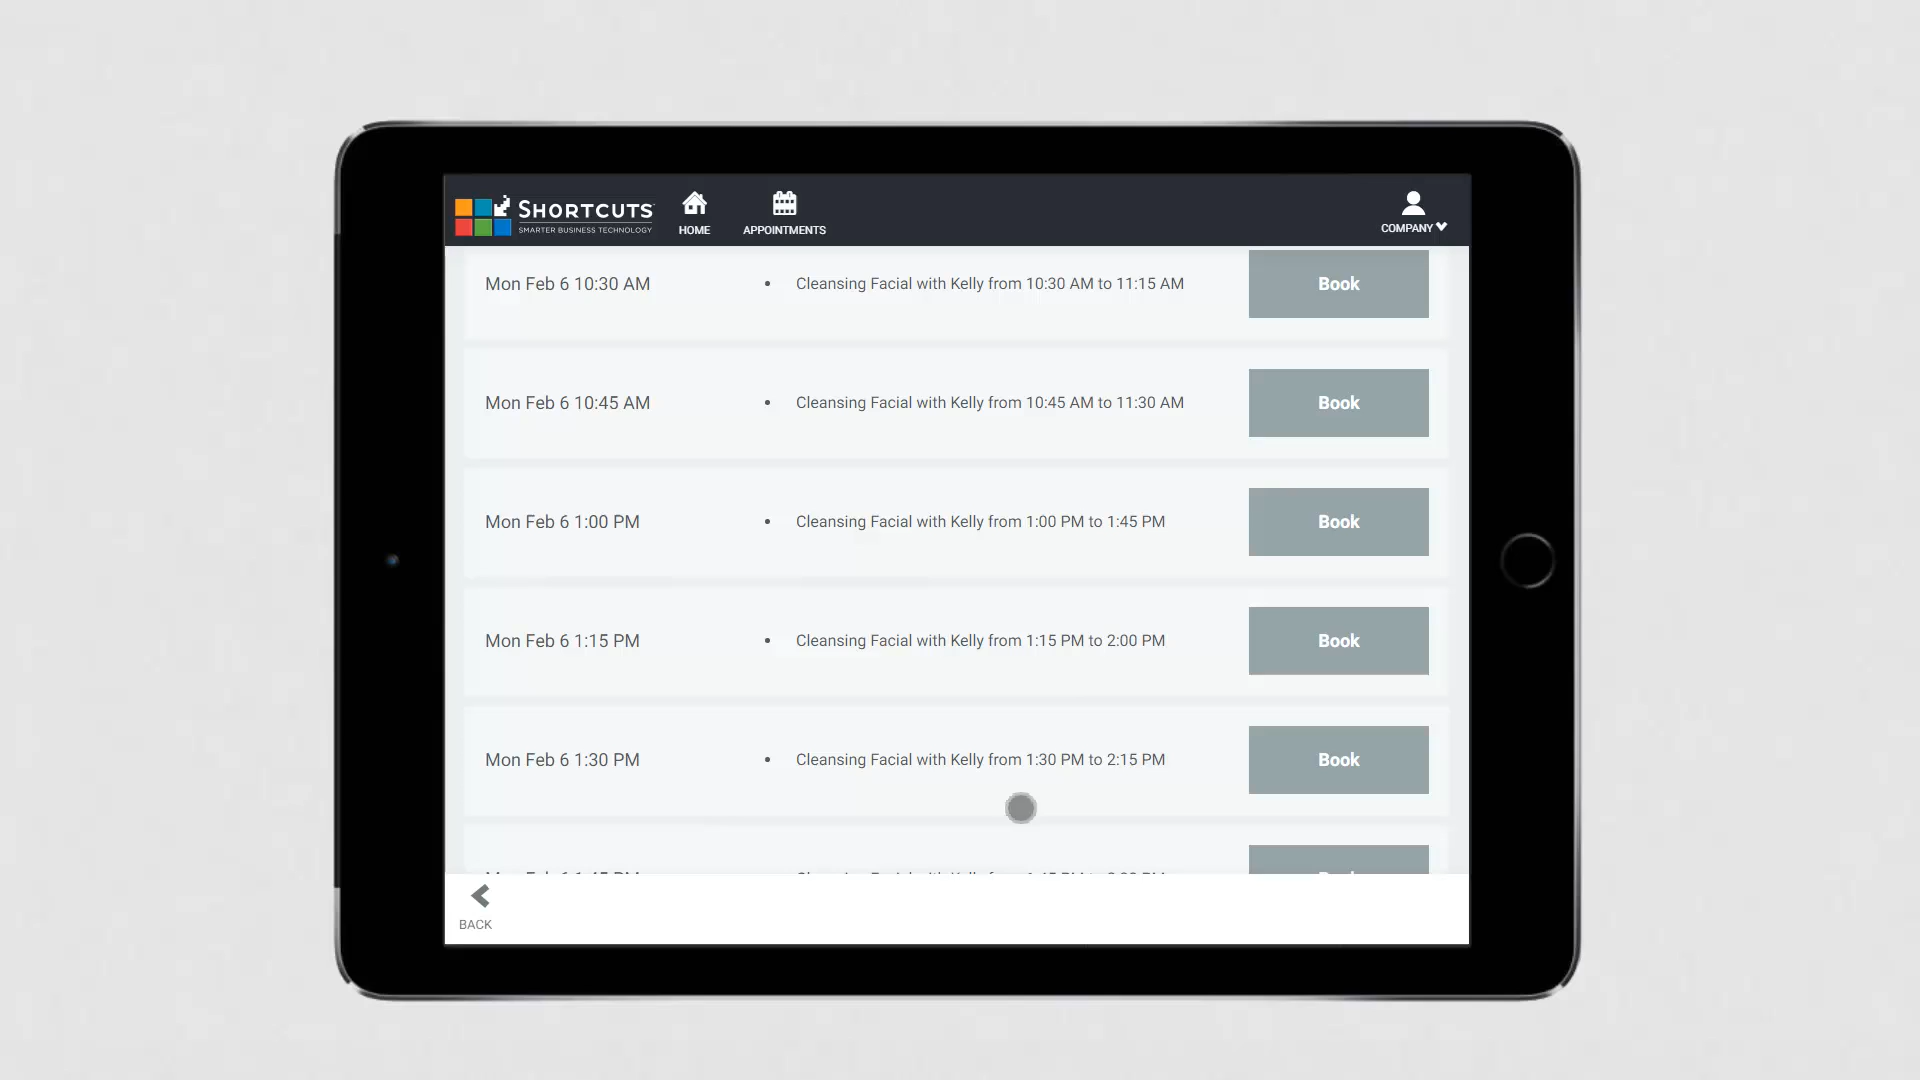 SHORTCUTS
SMARTER BUSINESS TECHNOLOGY
HOME
APPOINTMENTS
COMPANY
Mon Feb 6 10:30 AM • Cleansing Facial with Kelly from 10:30 AM to 11:15 AM Book
Mon Feb 6 10:45 AM • Cleansing Facial with Kelly from 10:45 AM to 11:30 AM Book
Mon Feb 6 1:00 PM • Cleansing Facial with Kelly from 1:00 PM to 1:45 PM Book
Mon Feb 6 1:15 PM • Cleansing Facial with Kelly from 1:15 PM to 2:00 PM Book
Mon Feb 6 1:30 PM • Cleansing Facial with Kelly from 1:30 PM to 2:15 PM Book
BACK